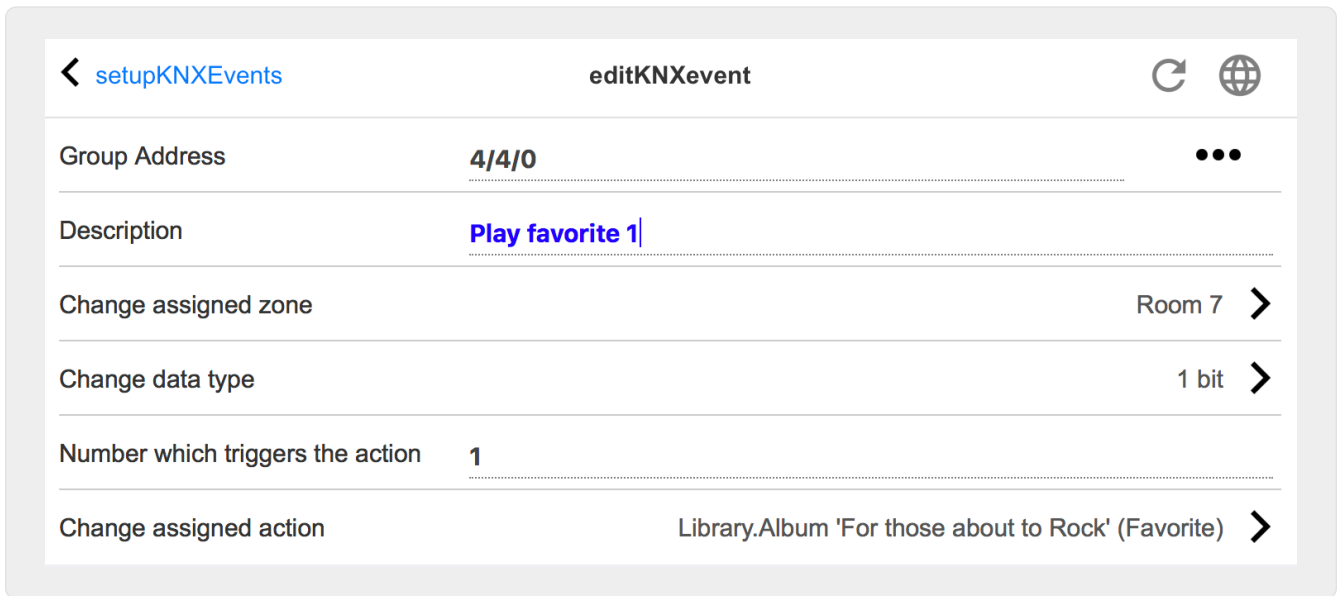 setupKNXEvents editKNXevent
Group Address 4/4/0
Description Play favorite 1
Change assigned zone Room 7
Change data type 1 bit
Number which triggers the action 1
Change assigned action Library.Album 'For those about to Rock' (Favorite)